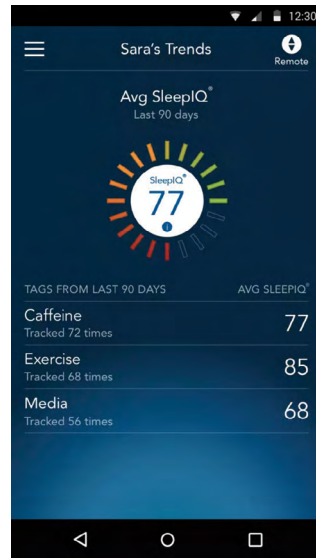 12:30
Sara's Trends
Remote
Avg SleepIQ®
Last 90 days
SleepIQ®
77
i
TAGS FROM LAST 90 DAYS AVG SLEEPIQ®
Caffeine
Tracked 72 times
77
Exercise
Tracked 68 times
85
Media
Tracked 56 times
68